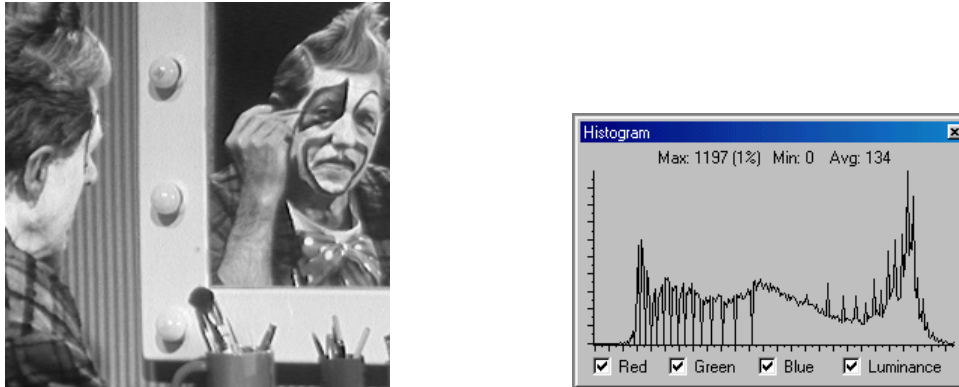 Histogram
Max: 1197 (1%) Min: 0 Avg: 134
Red Green Blue Luminance